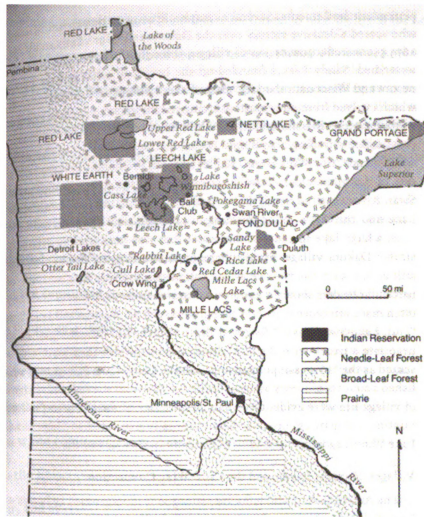 RED LAKE
Lake of
the Woods
Pembina
RED LAKE
RED LAKE
Upper Red Lake
Lower Red Lake
NETT LAKE
GRAND PORTAGE
LEECH LAKE
WHITE EARTH
Bemidji
Lake
Winnibagoshish
Cass Lake
Ball
Club
Pokegama Lake
Swan River
FOND DU LAC
Lake
Superior
Leech Lake
Sandy
Lake
Duluth
Detroit Lakes
Rice Lake
Rabbit Lake
Otter Tail Lake
Gull Lake
Red Cedar Lake
Crow Wing
Mille Lacs
Lake
MILLE LACS
0 50 mi
Indian Reservation
Needle-Leaf Forest
Broad-Leaf Forest
Prairie
Minneapolis/St. Paul
Minnesota River
Mississippi River
N